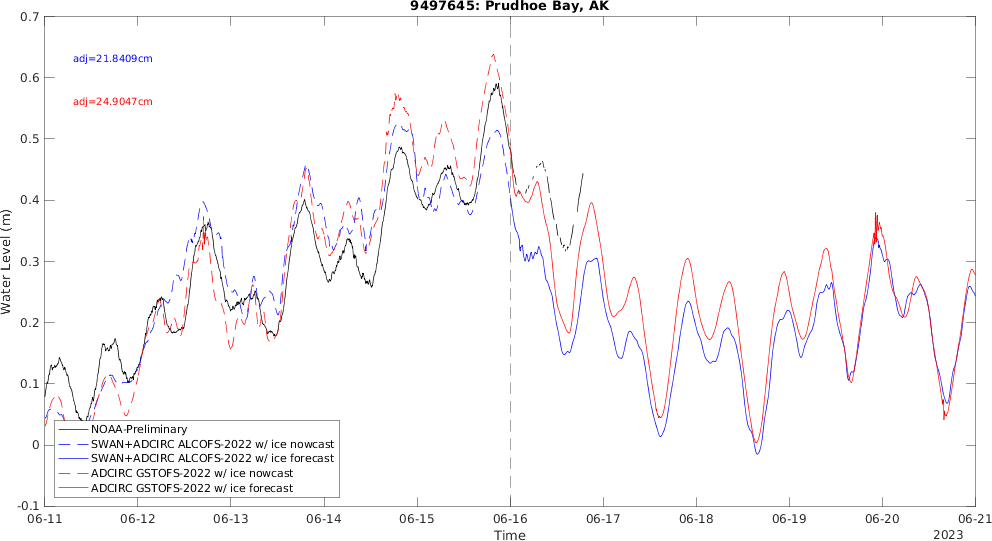 9497645: Prudhoe Bay, AK
0.7
adj=21.8409cm
0.6
adj=24.9047cm
0.5
0.4
0.3
0.2
0.1
0
-0.1
Water Level (m)
NOAA-Preliminary
SWAN+ADCIRC ALCOFS-2022 w/ ice nowcast
SWAN+ADCIRC ALCOFS-2022 w/ ice forecast
ADCIRC GSTOFS-2022 w/ ice nowcast
ADCIRC GSTOFS-2022 w/ ice forecast
06-11 06-12 06-13 06-14 06-15 06-16 06-17 06-18 06-19 06-20 06-21
Time
2023